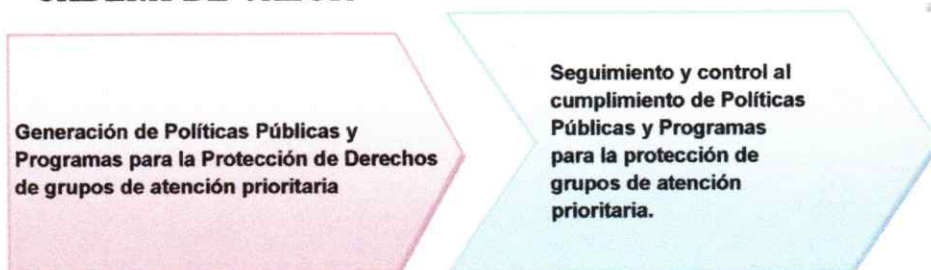 Generación de Políticas Públicas y
Programas para la Protección de Derechos
de grupos de atención prioritaria
Seguimiento y control al
cumplimiento de Políticas
Públicas y Programas
para la protección de
grupos de atención
prioritaria.